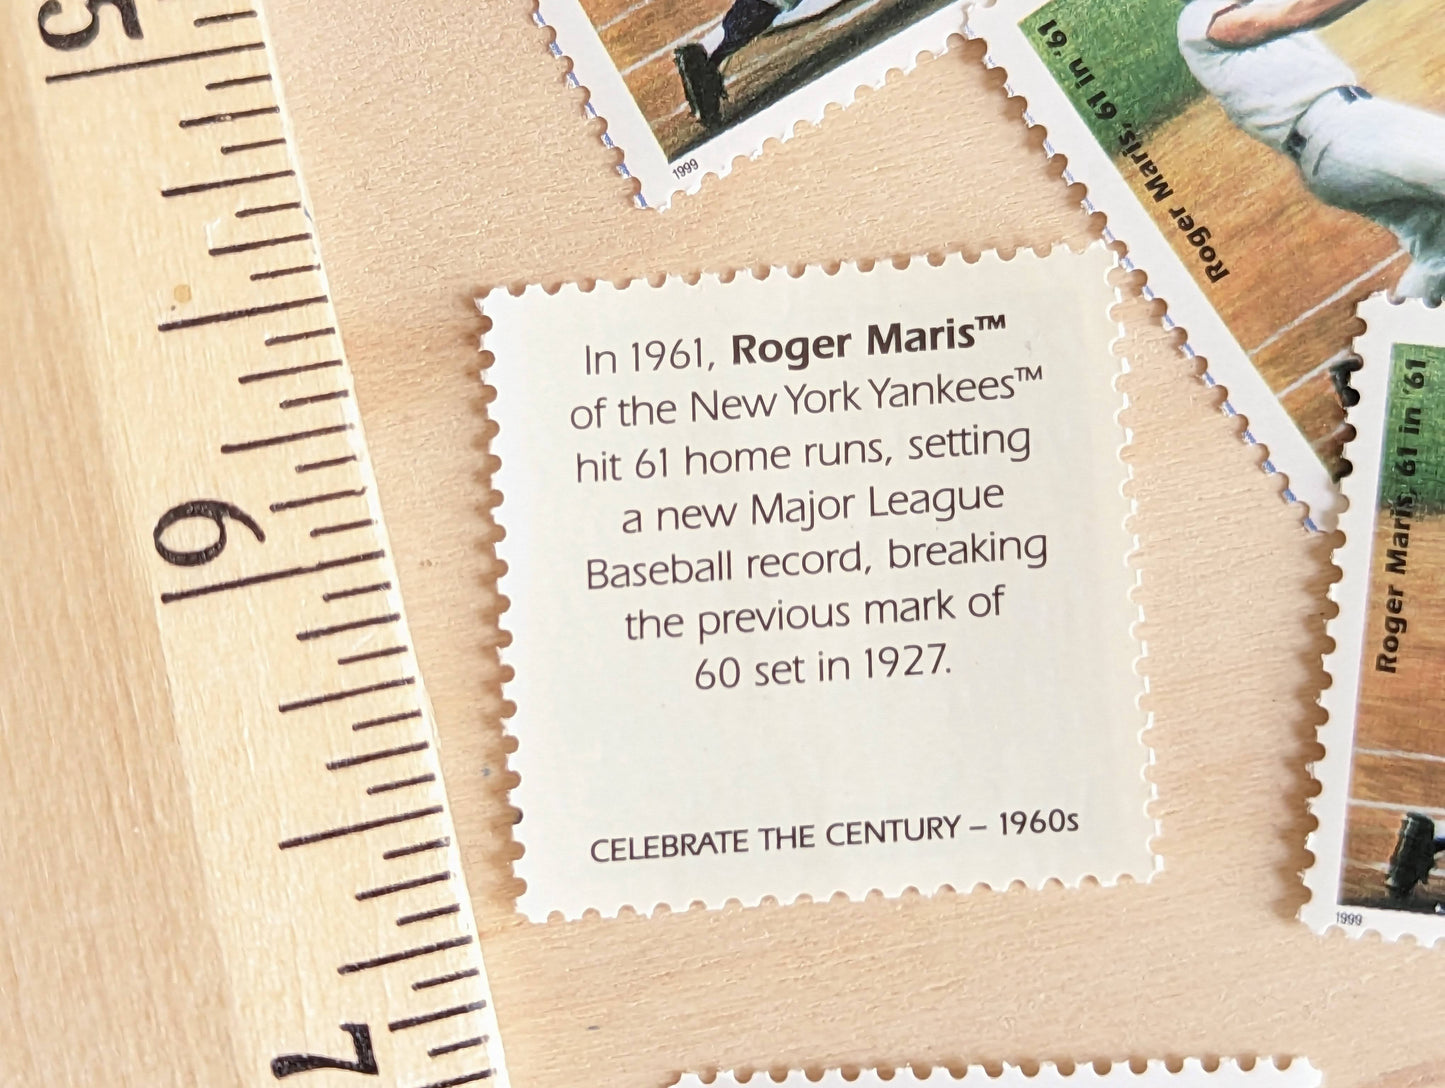 5
6
7
1999
Roger Maris, 61 in '61
In 1961, Roger Maris™
of the New York Yankees™
hit 61 home runs, setting
a new Major League
Baseball record, breaking
the previous mark of
60 set in 1927.
CELEBRATE THE CENTURY – 1960s
Roger Maris, 61 in '61
1999